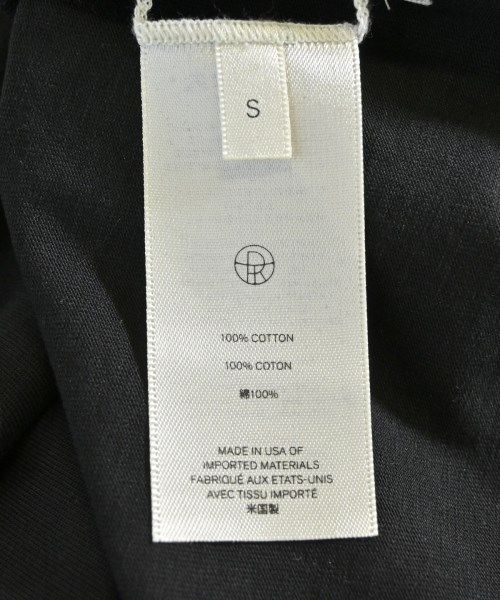 S
100% COTTON
100% COTON
綿100%
MADE IN USA OF
IMPORTED MATERIALS
FABRIQUÉ AUX ETATS-UNIS
AVEC TISSU IMPORTÉ
米国製